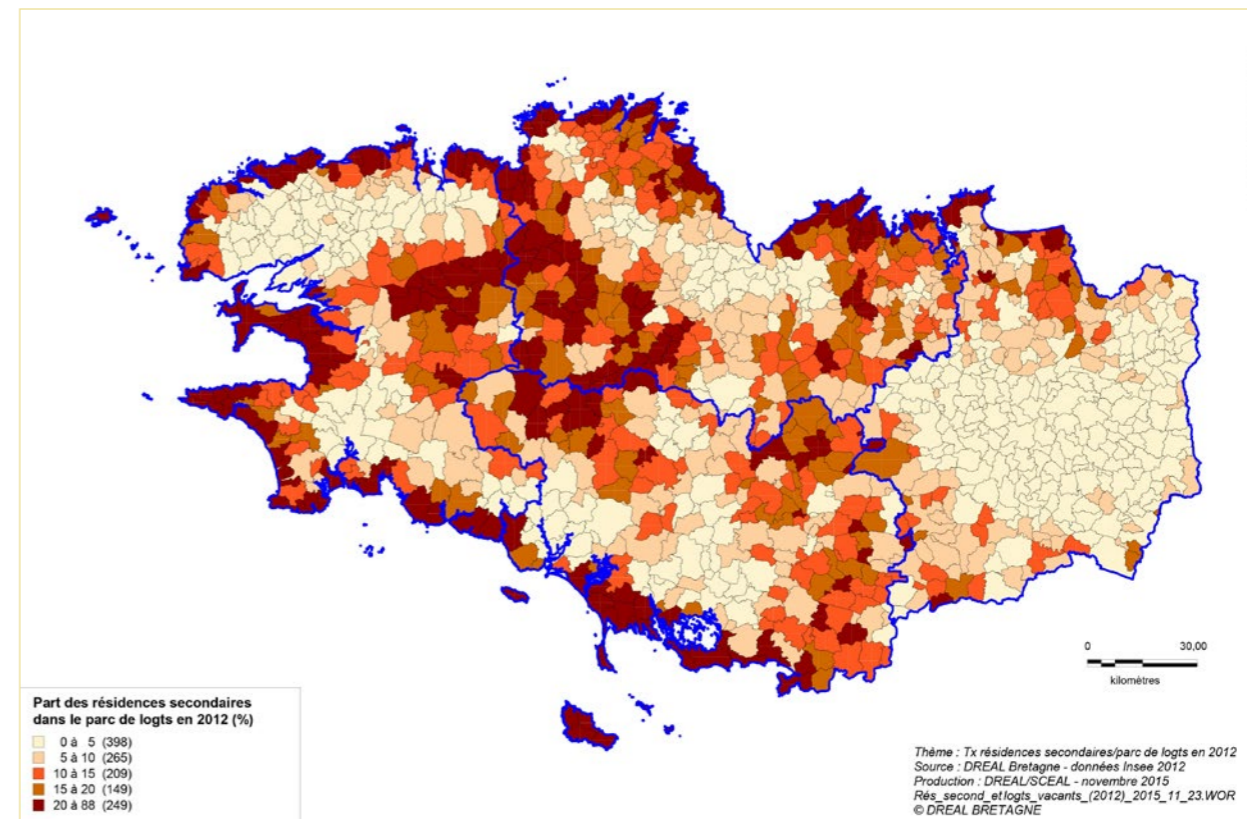 0 30,00
kilomètres
Part des résidences secondaires
dans le parc de logts en 2012 (%)
0 à 5 (398)
5 à 10 (265)
10 à 15 (209)
15 à 20 (149)
20 à 88 (249)
Thème : Tx résidences secondaires/parc de logts en 2012
Source : DREAL Bretagne - données Insee 2012
Production : DREAL/SCEAL - novembre 2015
Rés_second_etlogts_vacants_(2012)_2015_11_23.WOR
© DREAL BRETAGNE